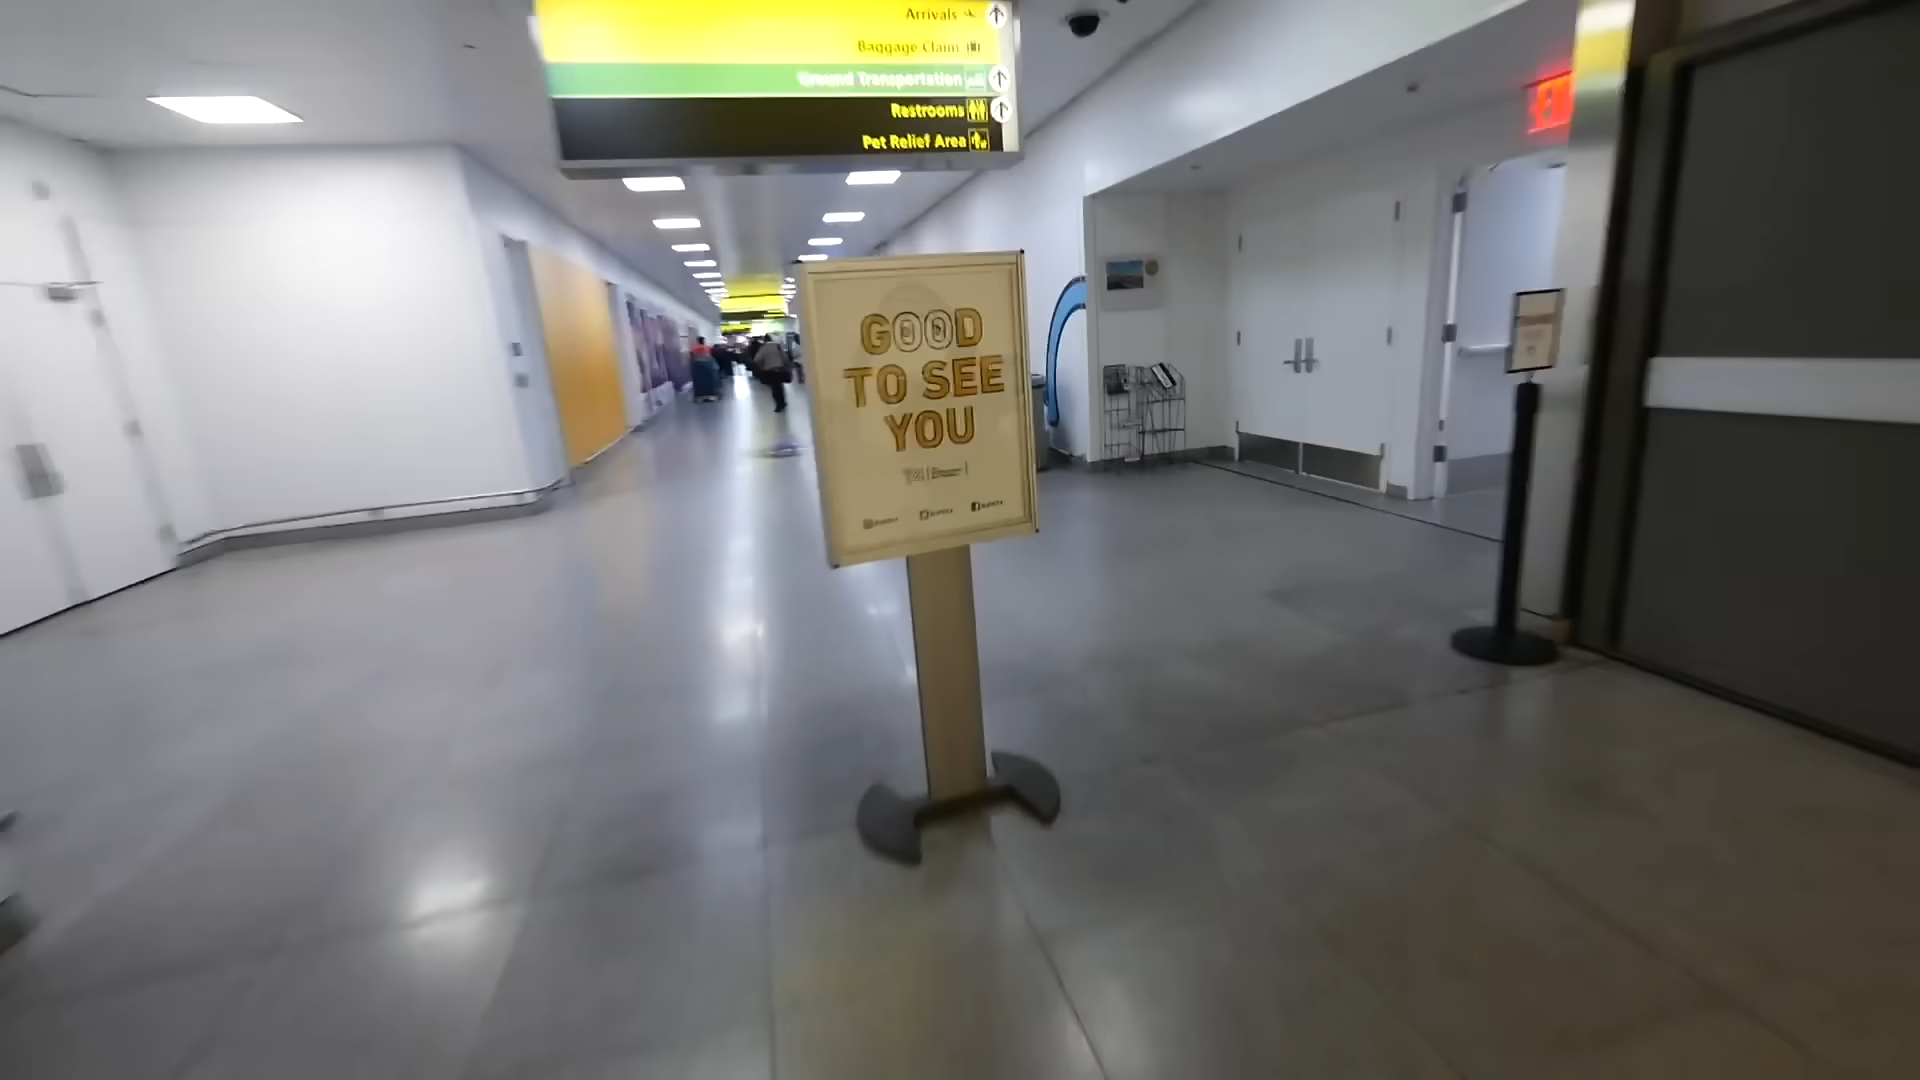 Arrivals
Baggage Claim
Ground Transportation
Restrooms
Pet Relief Area
GOOD
TO SEE
YOU